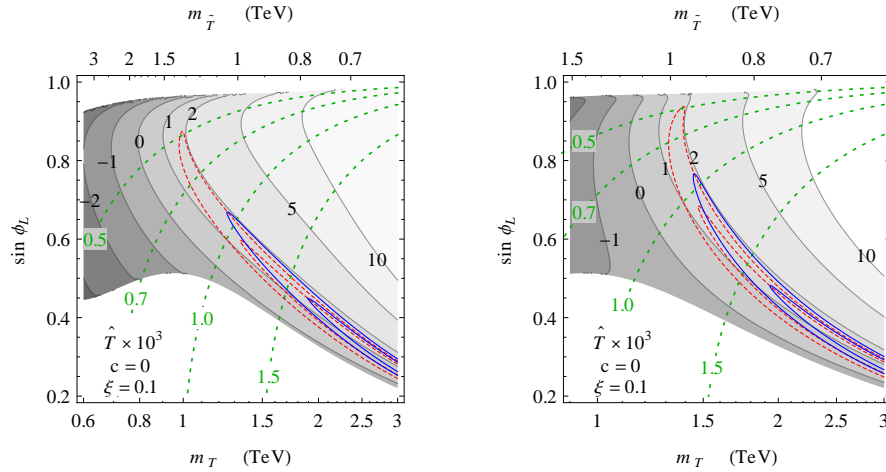 m_T̃ (TeV)
3 2 1.5 1 0.8 0.7
1.0
0.8
0.6
0.4
0.2
sin ϕ_L
2
1
0
−1
−2
5
10
0.5
0.7
1.0
1.5
T̂ × 10³
c = 0
ξ = 0.1
0.6 0.8 1 1.5 2 3
m_T (TeV)
m_T̃ (TeV)
1.5 1 0.8 0.7
1.0
0.8
0.6
0.4
0.2
sin ϕ_L
0.5
0.7
2
1
0
−1
5
10
1.0
1.5
T̂ × 10³
c = 0
ξ = 0.1
1 1.5 2 3
m_T (TeV)